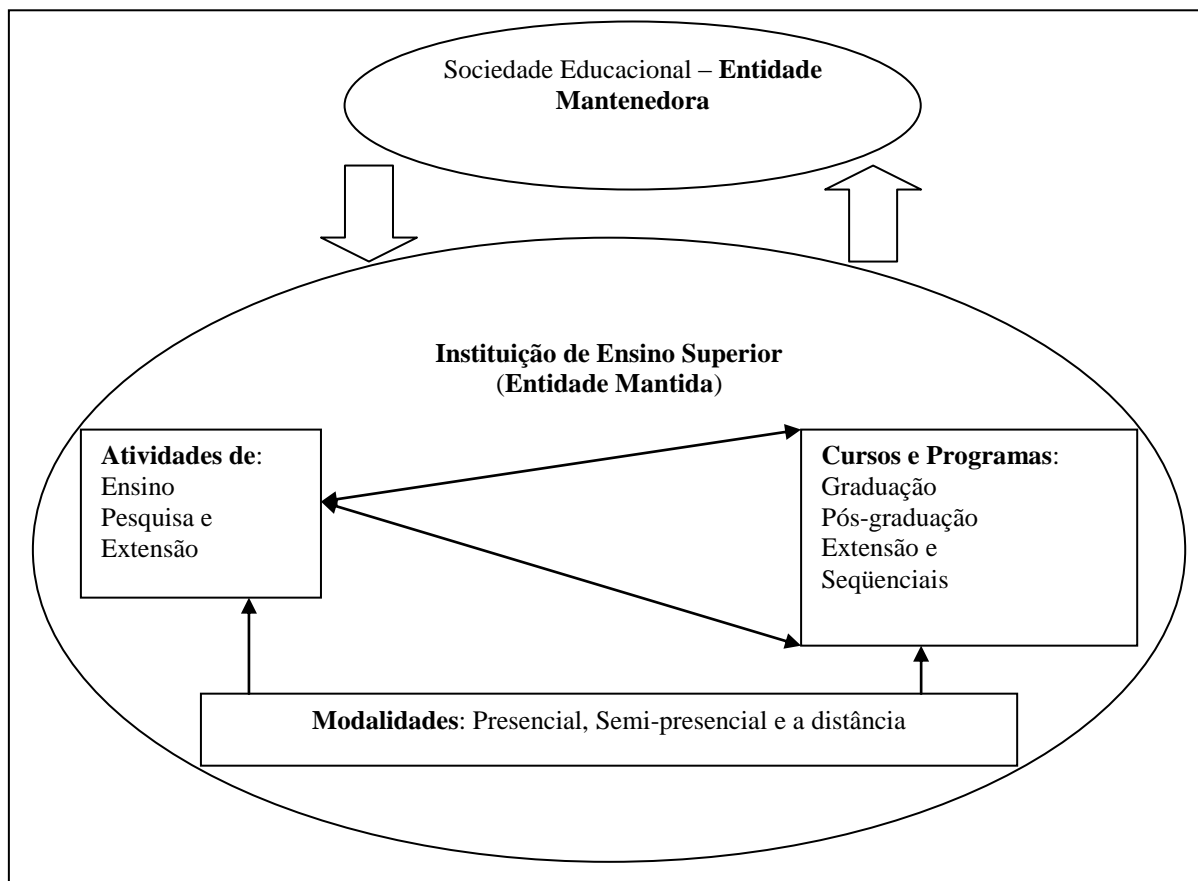 Sociedade Educacional – Entidade
Mantenedora
Instituição de Ensino Superior
(Entidade Mantida)
Atividades de:
Ensino
Pesquisa e
Extensão
Cursos e Programas:
Graduação
Pós-graduação
Extensão e
Seqüenciais
Modalidades: Presencial, Semi-presencial e a distância